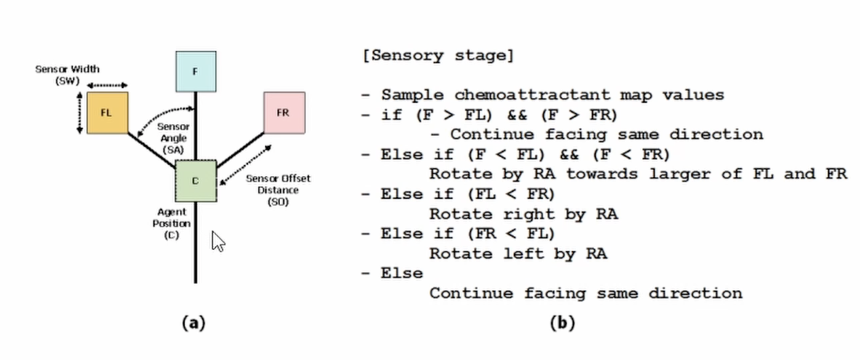 Sensor Width
(SW)
F
FL
FR
Sensor
Angle
(SA)
C
Sensor Offset
Distance
(SO)
Agent
Position
(C)
(a)
[Sensory stage]
- Sample chemoattractant map values
- if (F > FL) && (F > FR)
- Continue facing same direction
- Else if (F < FL) && (F < FR)
Rotate by RA towards larger of FL and FR
- Else if (FL < FR)
Rotate right by RA
- Else if (FR < FL)
Rotate left by RA
- Else
Continue facing same direction
(b)